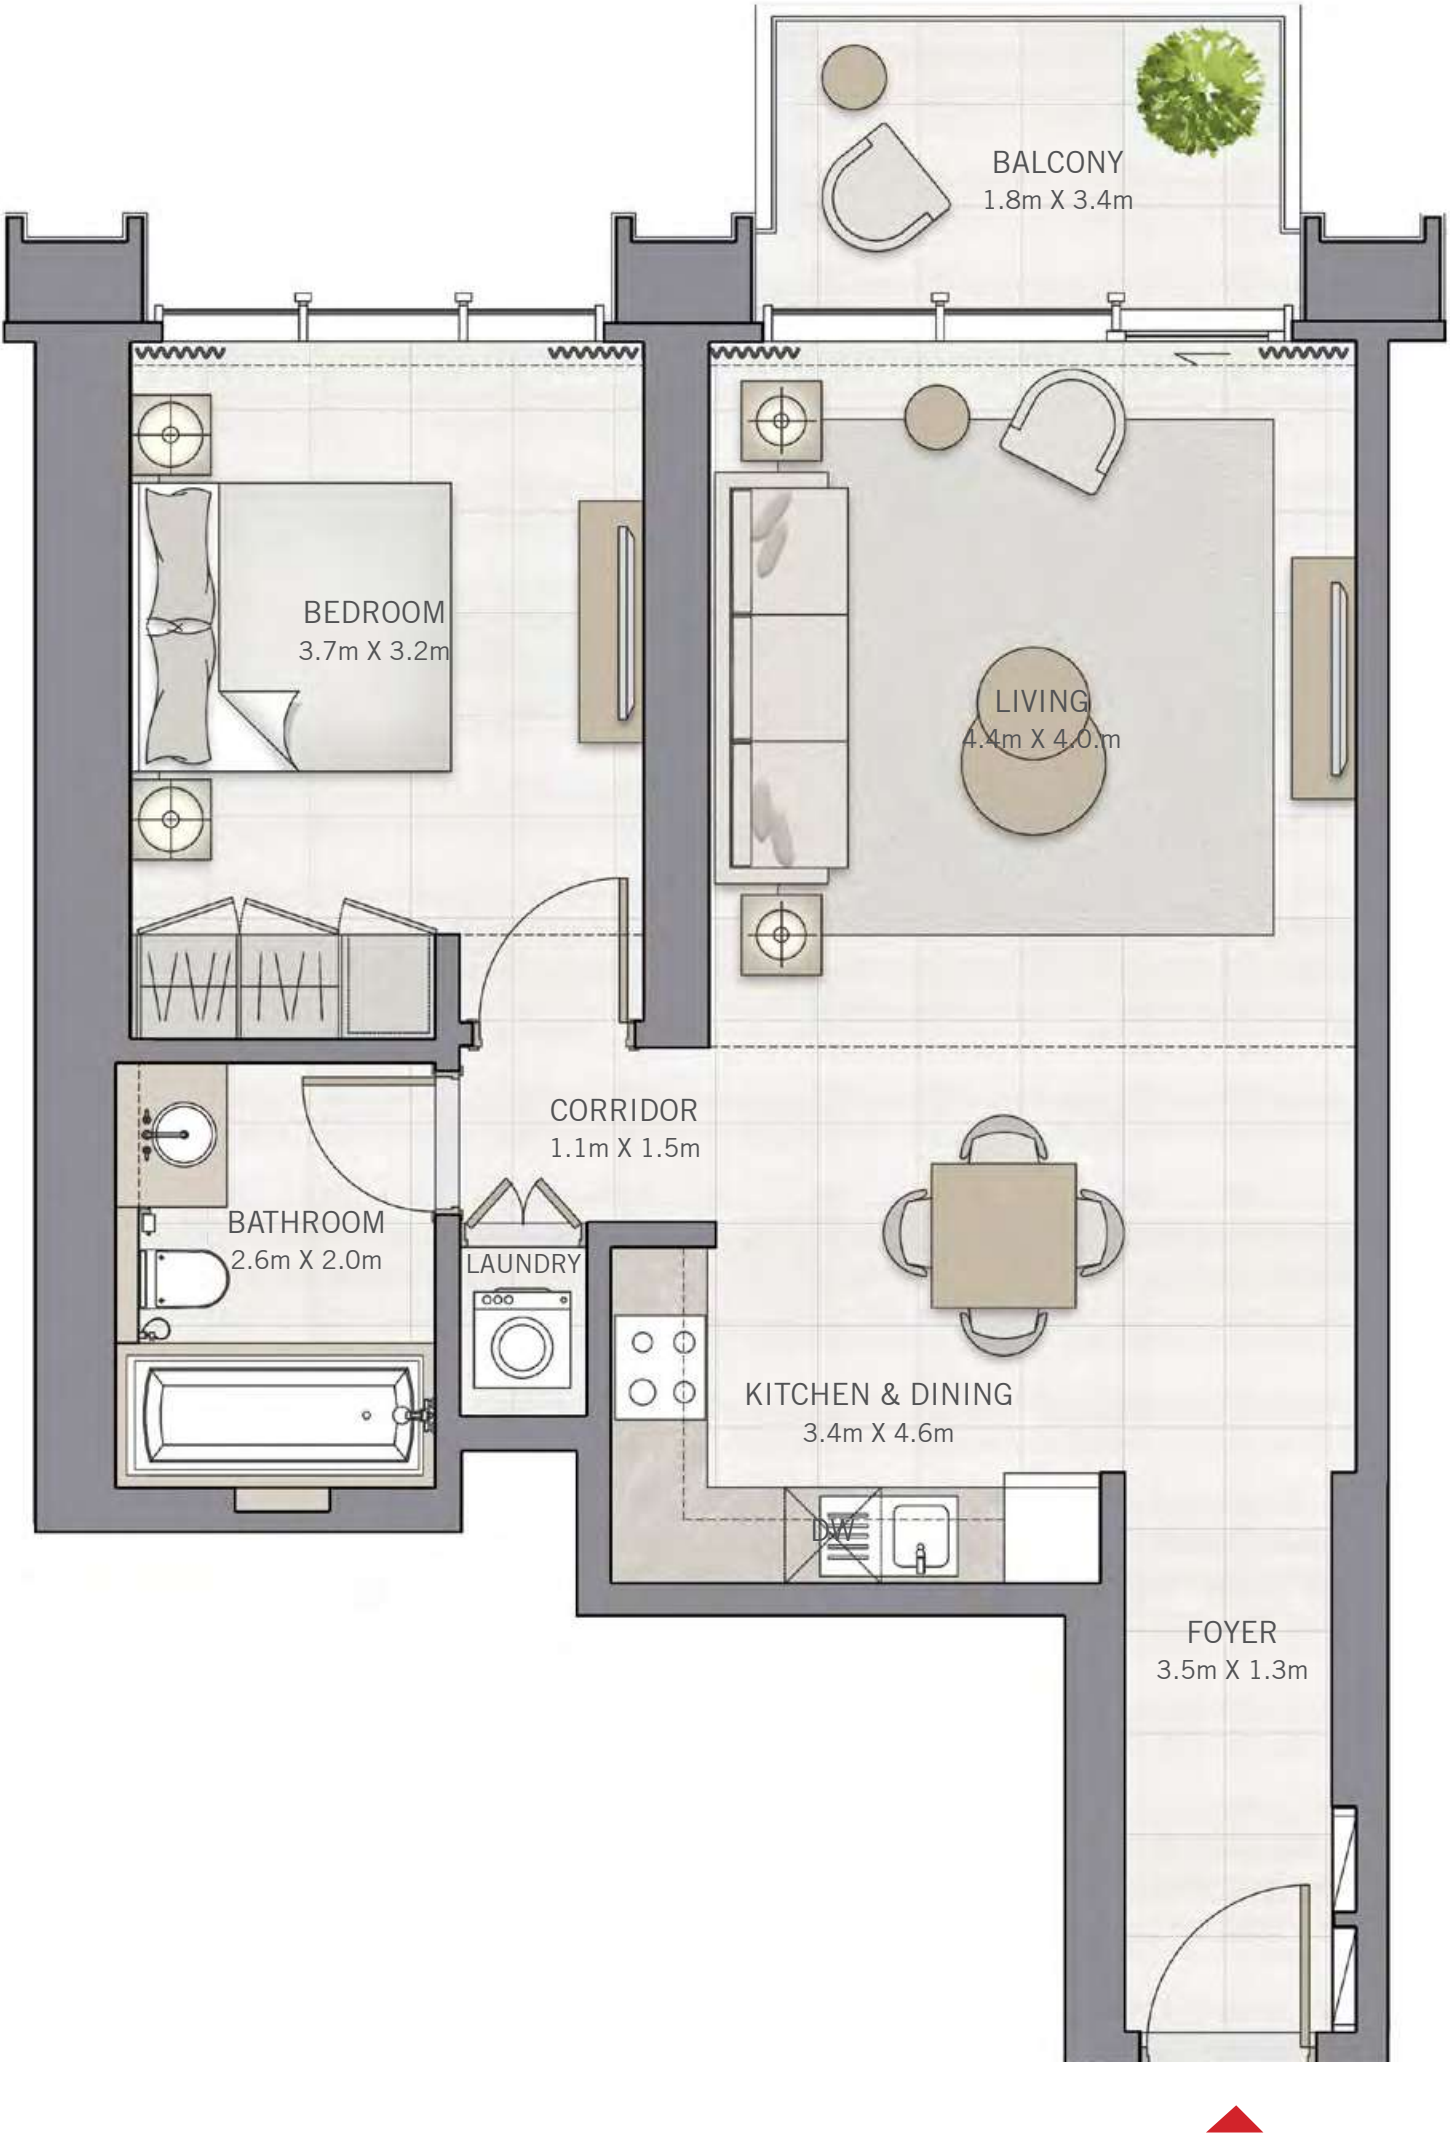 BALCONY
1.8m X 3.4m
BEDROOM
3.7m X 3.2m
LIVING
4.4m X 4.0.m
CORRIDOR
1.1m X 1.5m
BATHROOM
2.6m X 2.0m
LAUNDRY
KITCHEN & DINING
3.4m X 4.6m
DW
FOYER
3.5m X 1.3m